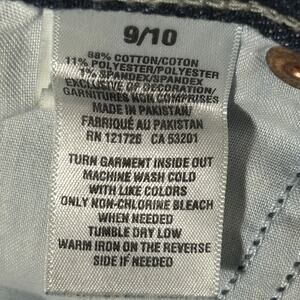 9/10
88% COTTON/COTON
11% POLYESTER/POLYESTER
1% SPANDEX/SPANDEX
EXCLUSIVE OF DECORATION/
GARNITURES NON COMPRISES
MADE IN PAKISTAN/
FABRIQUÉ AU PAKISTAN
RN 121726 CA 53201
TURN GARMENT INSIDE OUT
MACHINE WASH COLD
WITH LIKE COLORS
ONLY NON-CHLORINE BLEACH
WHEN NEEDED
TUMBLE DRY LOW
WARM IRON ON THE REVERSE
SIDE IF NEEDED